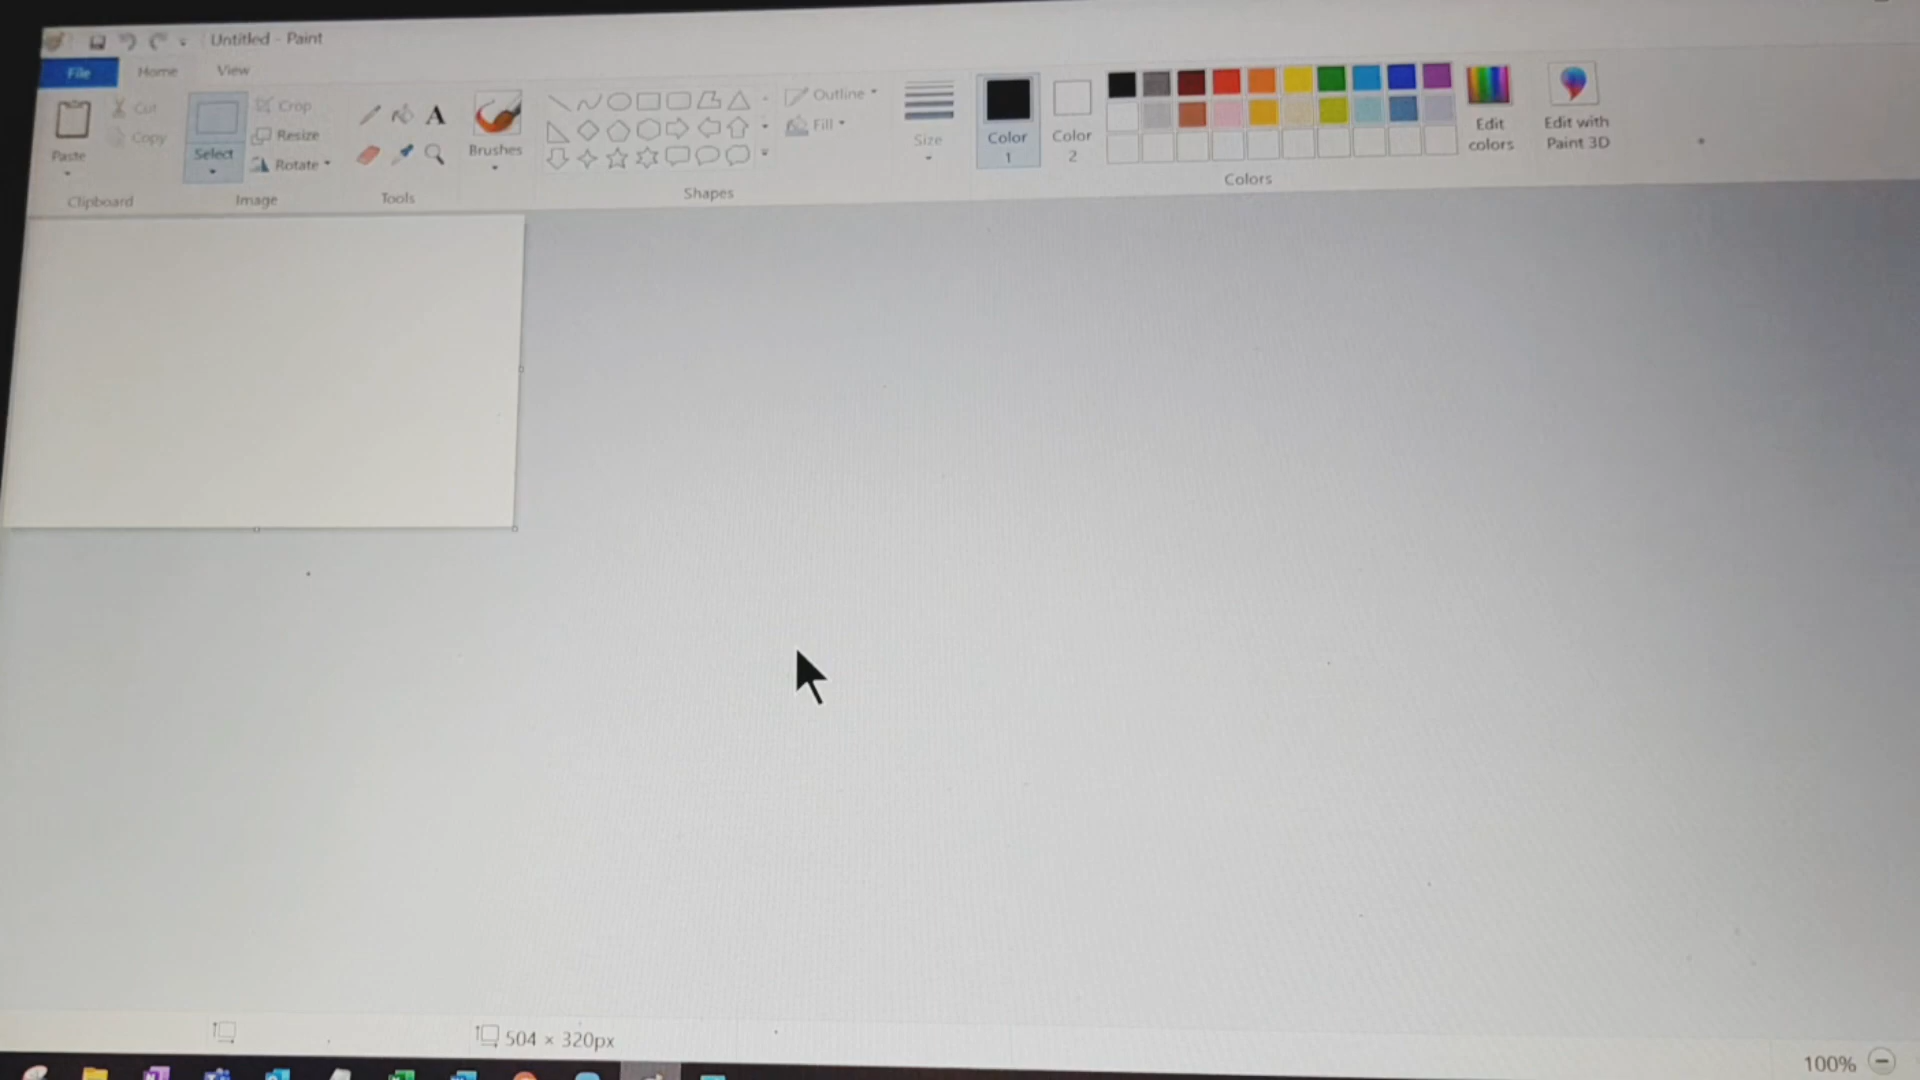 Untitled - Paint
File Home View
Paste
Cut
Copy
Clipboard
Select
Crop
Resize
Rotate
Image
A
Tools
Brushes
Shapes
Outline
Fill
Size
Color
1
Color
2
Colors
Edit
colors
Edit with
Paint 3D
504 × 320px
100%